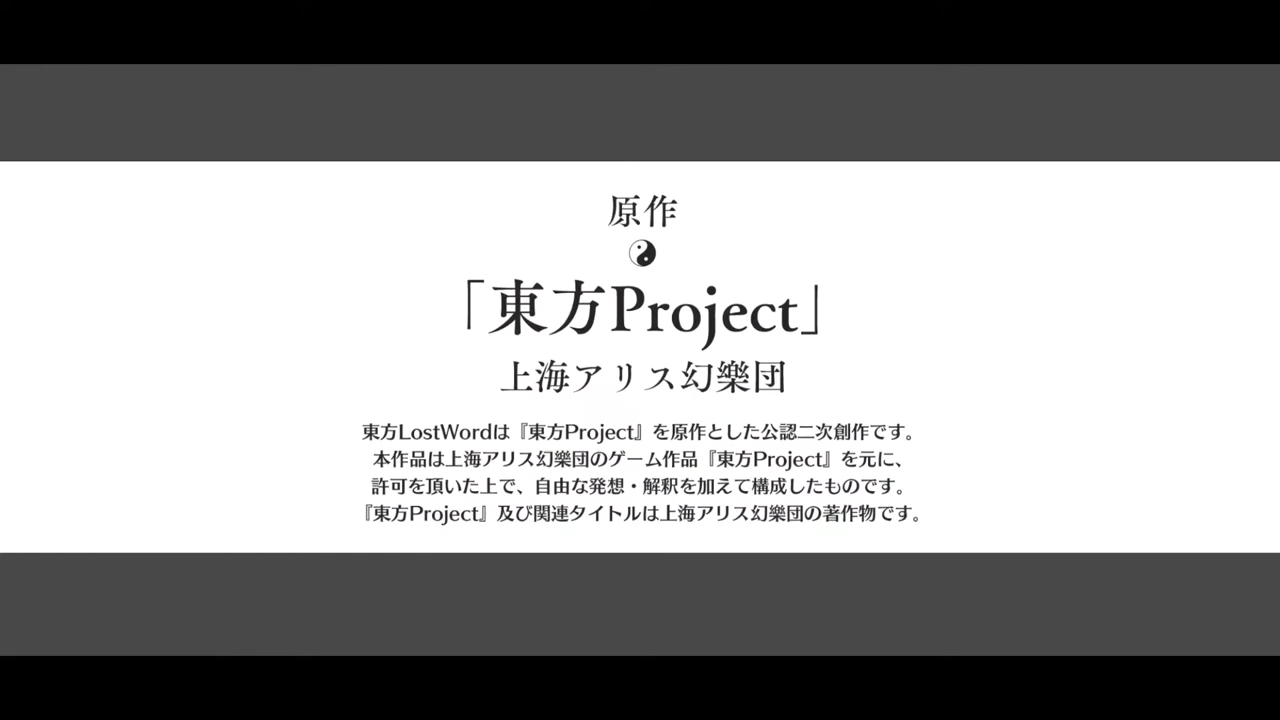 原作
「東方Project」
上海アリス幻樂団
東方LostWordは『東方Project』を原作とした公認二次創作です。
本作品は上海アリス幻樂団のゲーム作品『東方Project』を元に、
許可を頂いた上で、自由な発想・解釈を加えて構成したものです。
『東方Project』及び関連タイトルは上海アリス幻樂団の著作物です。